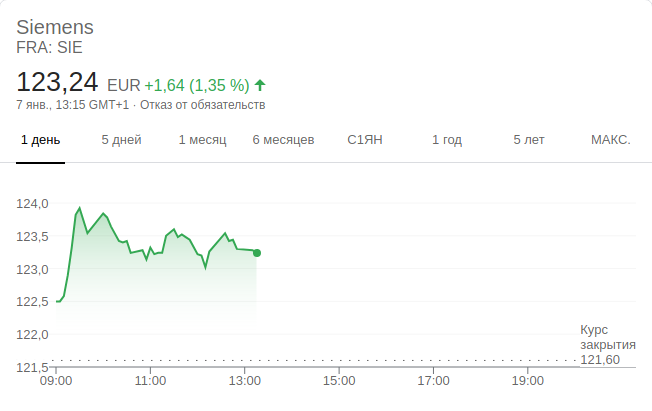 Siemens
FRA: SIE
123,24 EUR +1,64 (1,35 %)
7 янв., 13:15 GMT+1 · Отказ от обязательств
1 день 5 дней 1 месяц 6 месяцев С1ЯН 1 год 5 лет МАКС.
124,0
123,5
123,0
122,5
122,0
Курс
закрытия
121,60
121,5
09:00 11:00 13:00 15:00 17:00 19:00